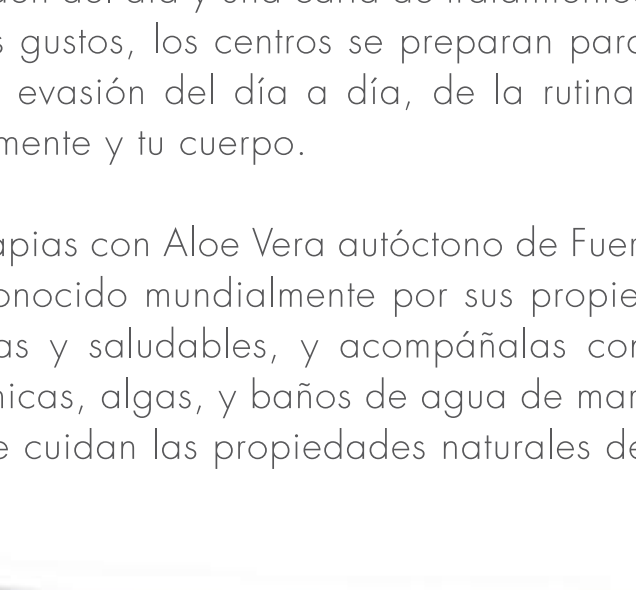 gustos, los centros se preparan
evasión del día a día, de la rutina
mente y tu cuerpo.
apias con Aloe Vera autóctono de Fuer
onocido mundialmente por sus propie
as y saludables, y acompáñalas con
nicas, algas, y baños de agua de mar
e cuidan las propiedades naturales de